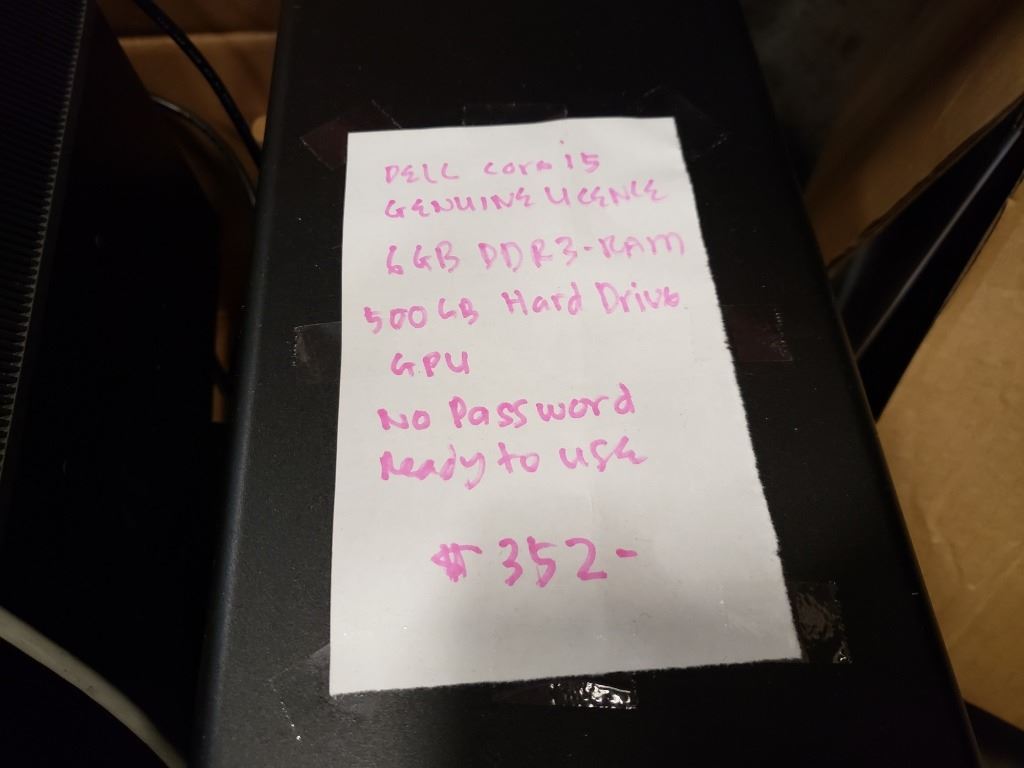 DELL core i5
GENUINE LICENCE
6GB DDR3-RAM
500GB Hard Drive
GPU
NO Password
Ready to use
$352-